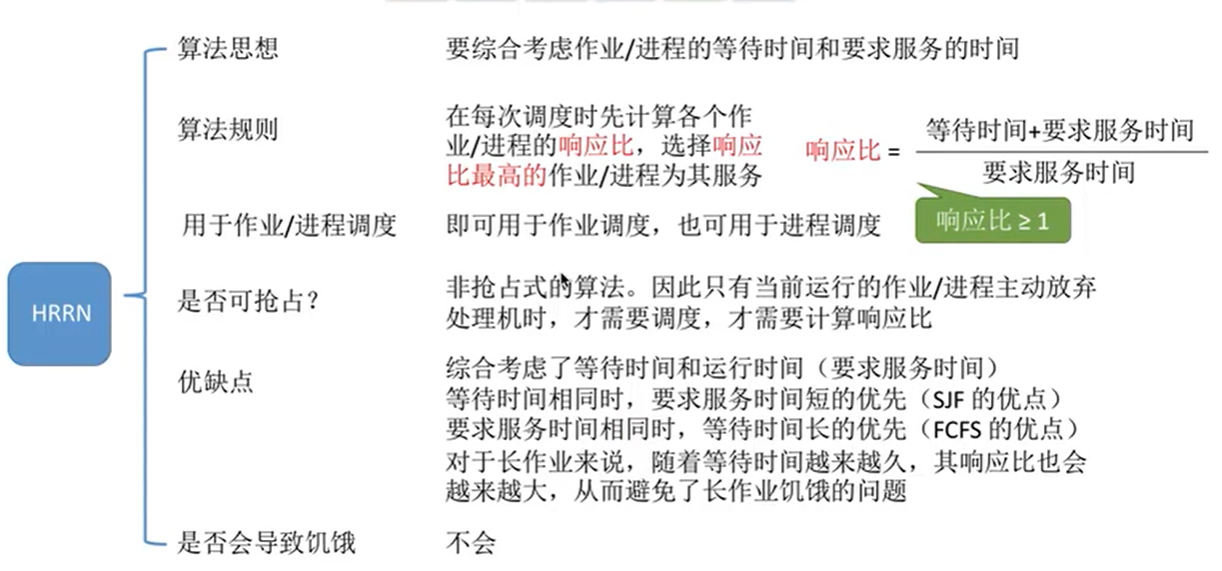 HRRN
算法思想
要综合考虑作业/进程的等待时间和要求服务的时间
算法规则
在每次调度时先计算各个作
业/进程的响应比，选择响应
比最高的作业/进程为其服务
响应比 =
等待时间+要求服务时间
要求服务时间
响应比 ≥ 1
用于作业/进程调度
即可用于作业调度，也可用于进程调度
是否可抢占？
非抢占式的算法。因此只有当前运行的作业/进程主动放弃
处理机时，才需要调度，才需要计算响应比
优缺点
综合考虑了等待时间和运行时间（要求服务时间）
等待时间相同时，要求服务时间短的优先（SJF 的优点）
要求服务时间相同时，等待时间长的优先（FCFS 的优点）
对于长作业来说，随着等待时间越来越久，其响应比也会
越来越大，从而避免了长作业饥饿的问题
是否会导致饥饿
不会